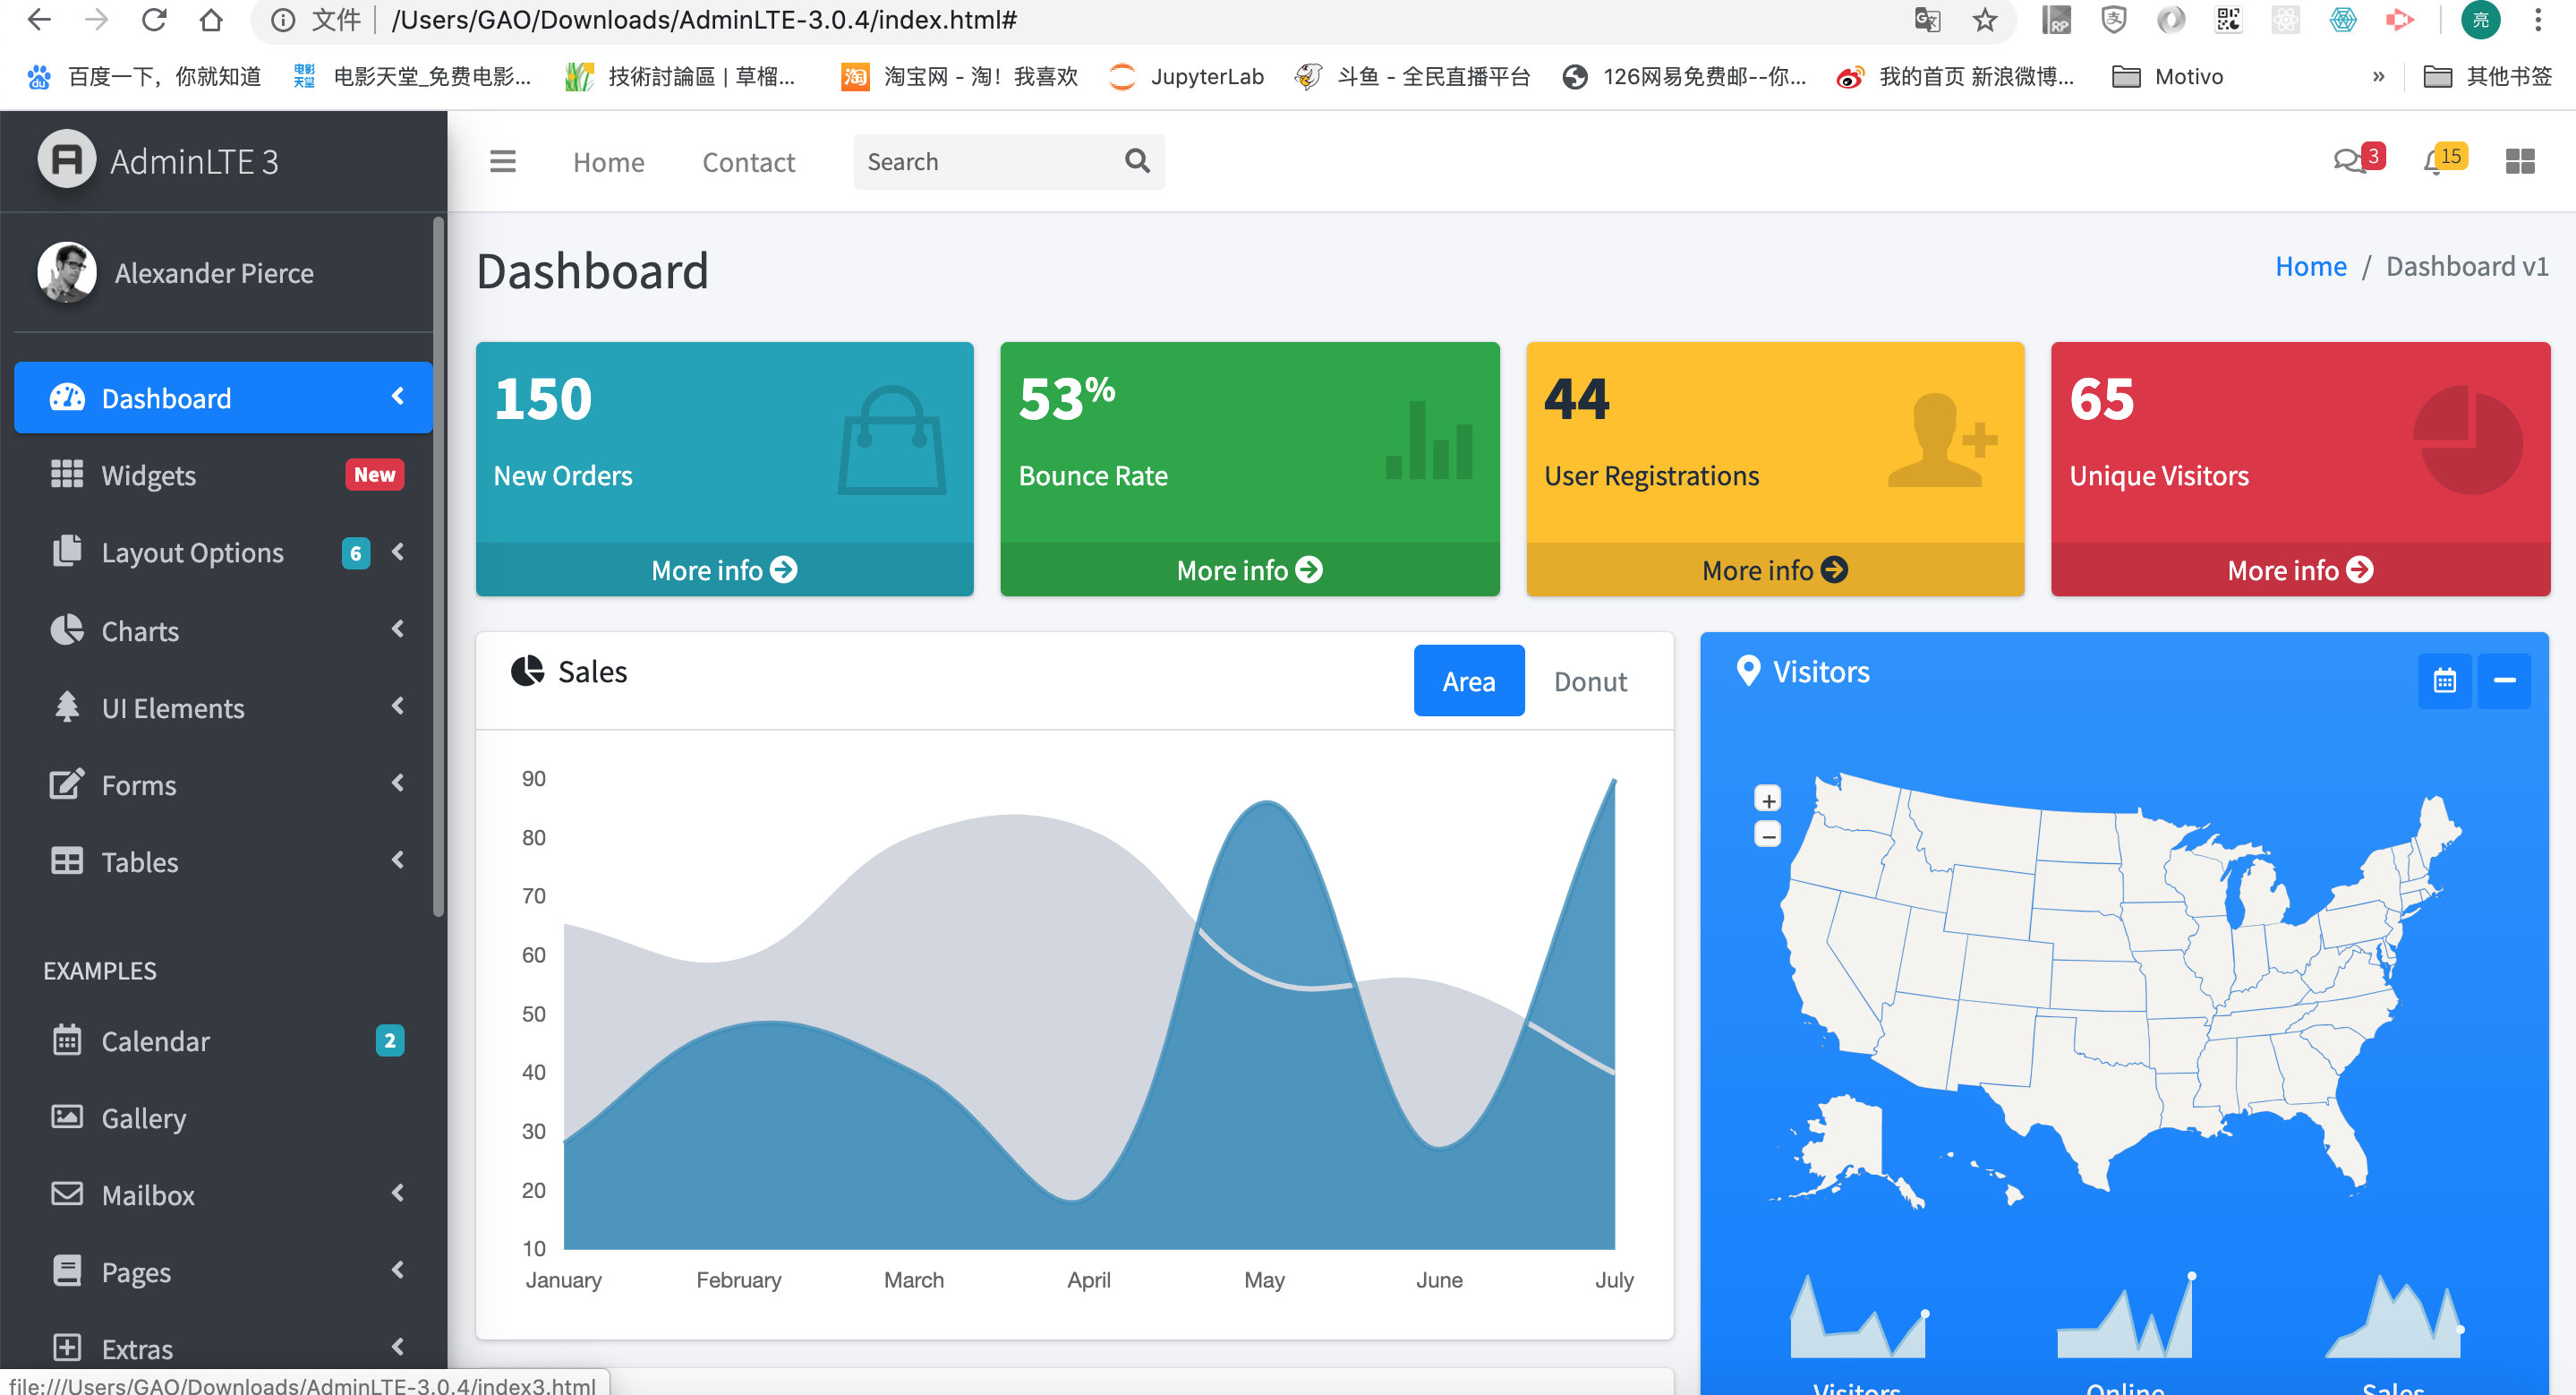 文件 | /Users/GAO/Downloads/AdminLTE-3.0.4/index.html#
亮
百度一下，你就知道
电影天堂_免费电影...
技術討論區 | 草榴...
淘宝网 - 淘！我喜欢
JupyterLab
斗鱼 - 全民直播平台
126网易免费邮--你...
我的首页 新浪微博...
Motivo
»
其他书签
AdminLTE 3
Home
Contact
Search
3
15
Alexander Pierce
Dashboard
Widgets New
Layout Options 6
Charts
UI Elements
Forms
Tables
EXAMPLES
Calendar 2
Gallery
Mailbox
Pages
Extras
file:///Users/GAO/Downloads/AdminLTE-3.0.4/index3.html
Dashboard
Home / Dashboard v1
150
New Orders
More info
53%
Bounce Rate
More info
44
User Registrations
More info
65
Unique Visitors
More info
Sales
Area
Donut
90
80
70
60
50
40
30
20
10
January February March April May June July
Visitors
+
−
Visitors Online Sales